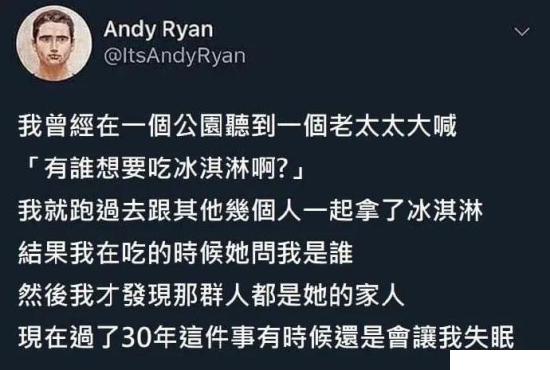 Andy Ryan
@ItsAndyRyan
我曾經在一個公園聽到一個老太太大喊
「有誰想要吃冰淇淋啊?」
我就跑過去跟其他幾個人一起拿了冰淇淋
結果我在吃的時候她問我是誰
然後我才發現那群人都是她的家人
現在過了30年這件事有時候還是會讓我失眠